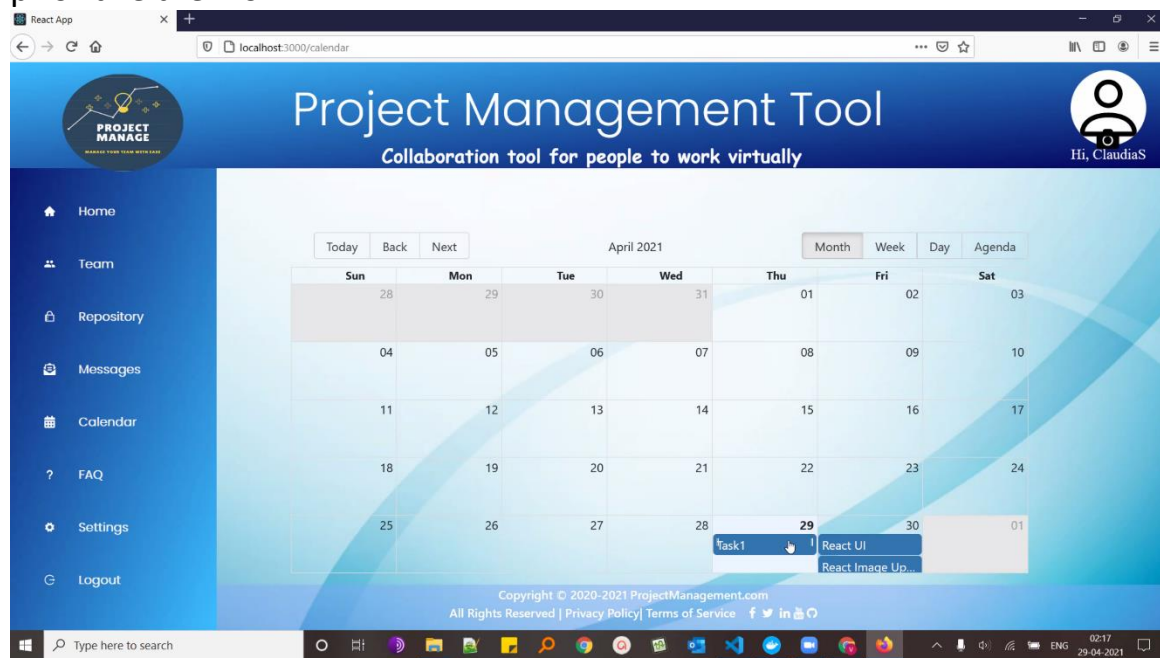 React App
localhost:3000/calendar
PROJECT
MANAGE
MANAGE YOUR TEAM WITH EASE
Project Management Tool
Collaboration tool for people to work virtually
Hi, ClaudiaS
Home
Team
Repository
Messages
Calendar
FAQ
Settings
Logout
Today Back Next April 2021 Month Week Day Agenda
Sun Mon Tue Wed Thu Fri Sat
28 29 30 31 01 02 03
04 05 06 07 08 09 10
11 12 13 14 15 16 17
18 19 20 21 22 23 24
25 26 27 28 29 30 01
Task1 React UI
React Image Up...
Copyright © 2020-2021 ProjectManagement.com
All Rights Reserved | Privacy Policy| Terms of Service
Type here to search
ENG
02:17
29-04-2021